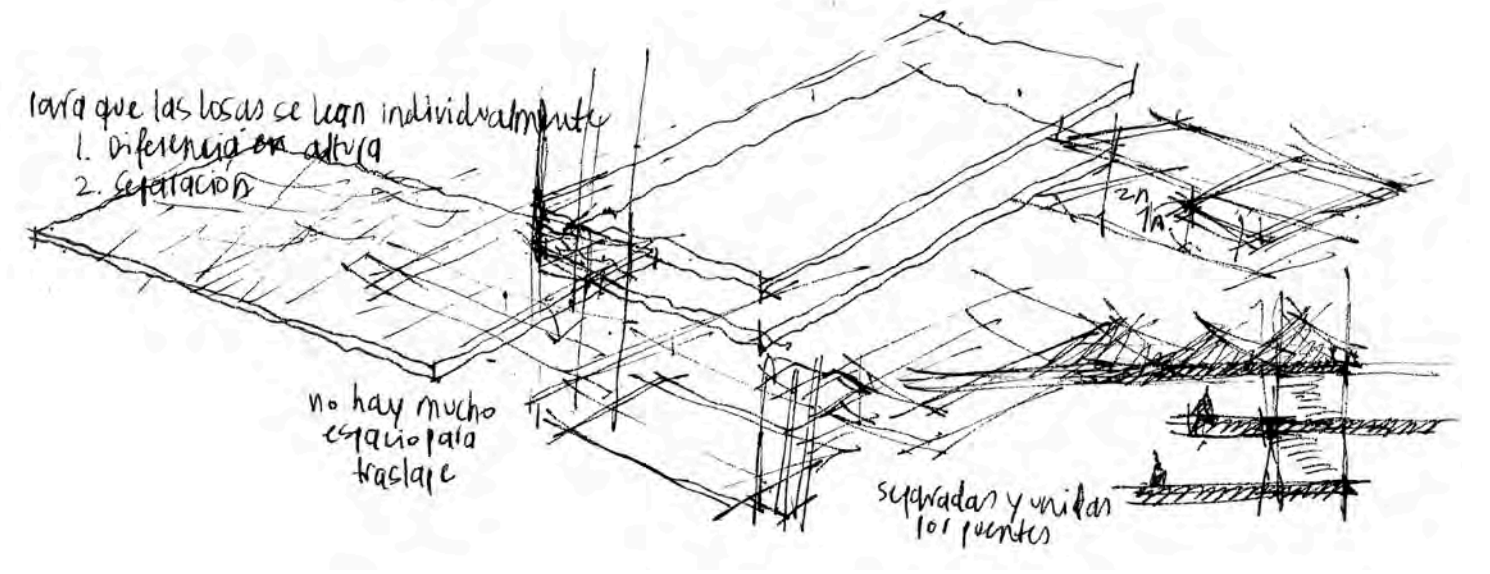 para que las losas se lean individualmente
1. Diferencia en altura
2. separación
no hay mucho
espacio para
traslape
separadas y unidas
por puentes